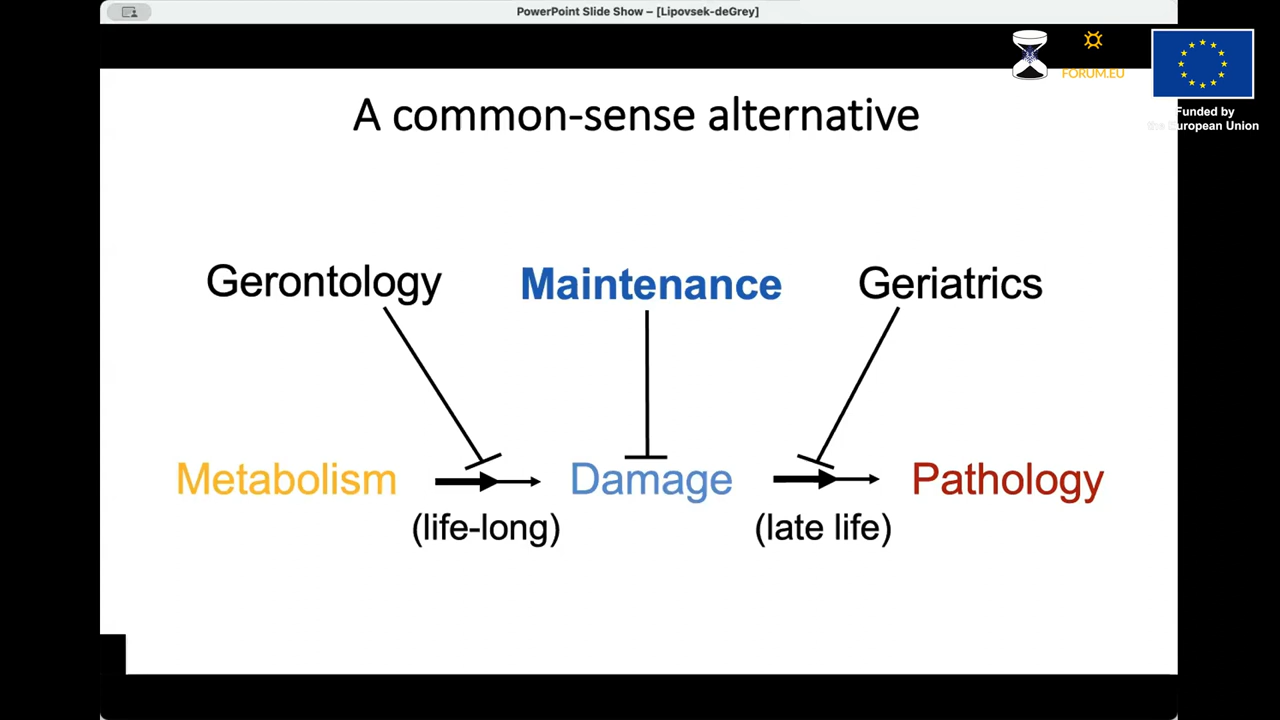 PowerPoint Slide Show – [Lipovsek-deGrey]
FORUM.EU
Funded by
the European Union
A common-sense alternative
Gerontology
Maintenance
Geriatrics
Metabolism
Damage
Pathology
(life-long)
(late life)